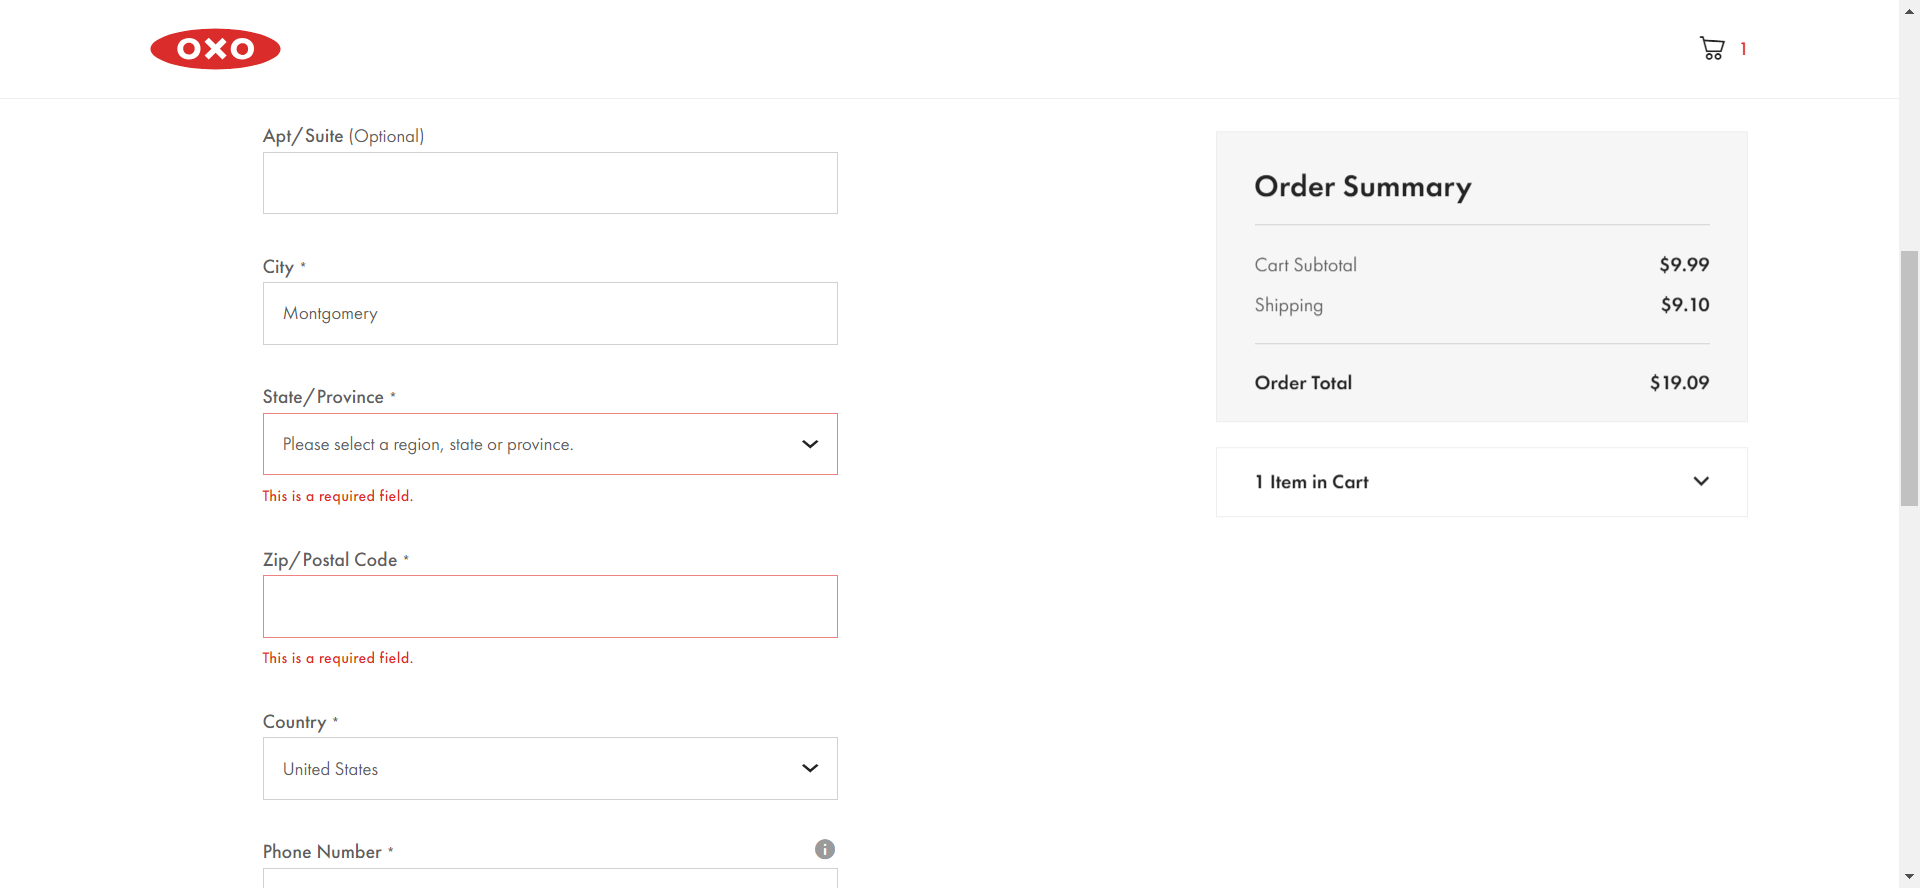 OXO
1
Apt/Suite (Optional)
City *
Montgomery
State/Province *
Please select a region, state or province.
This is a required field.
Zip/Postal Code *
This is a required field.
Country *
United States
Phone Number *
i
Order Summary
Cart Subtotal $9.99
Shipping $9.10
Order Total $19.09
1 Item in Cart